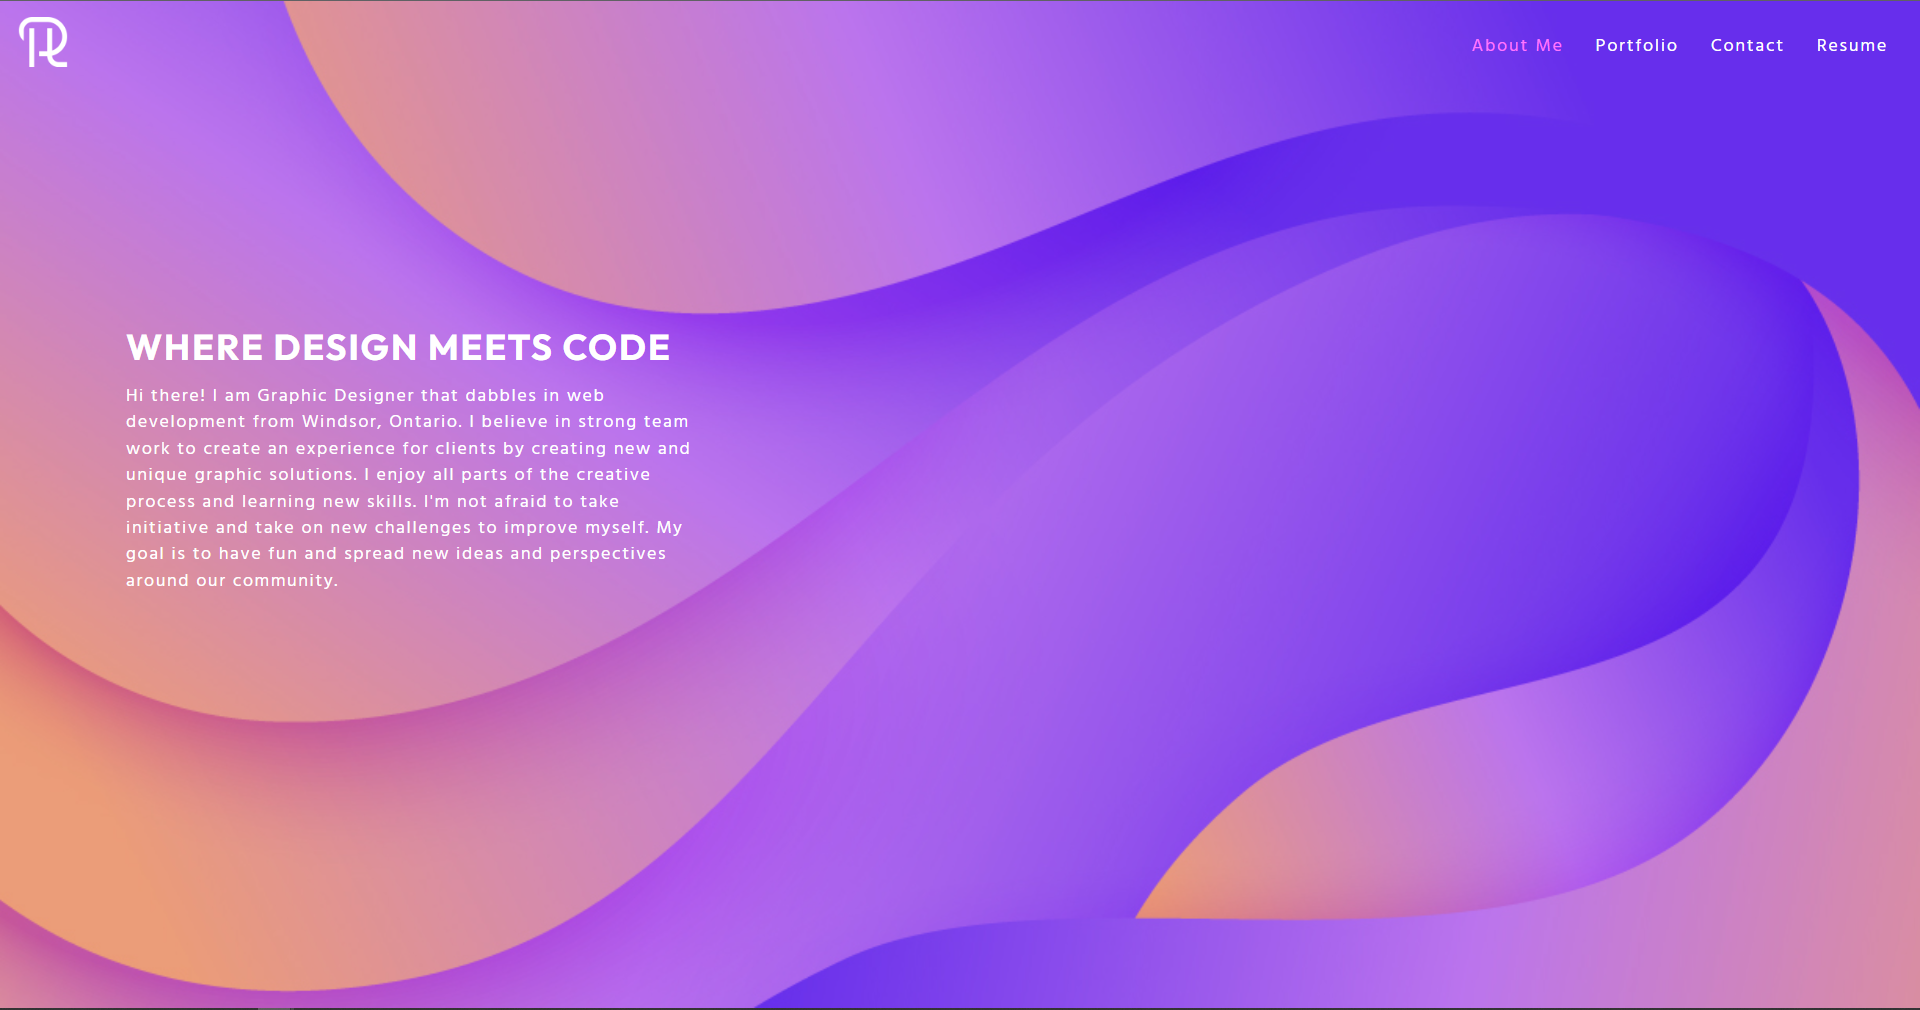 About Me Portfolio Contact Resume
WHERE DESIGN MEETS CODE
Hi there! I am Graphic Designer that dabbles in web
development from Windsor, Ontario. I believe in strong team
work to create an experience for clients by creating new and
unique graphic solutions. I enjoy all parts of the creative
process and learning new skills. I'm not afraid to take
initiative and take on new challenges to improve myself. My
goal is to have fun and spread new ideas and perspectives
around our community.